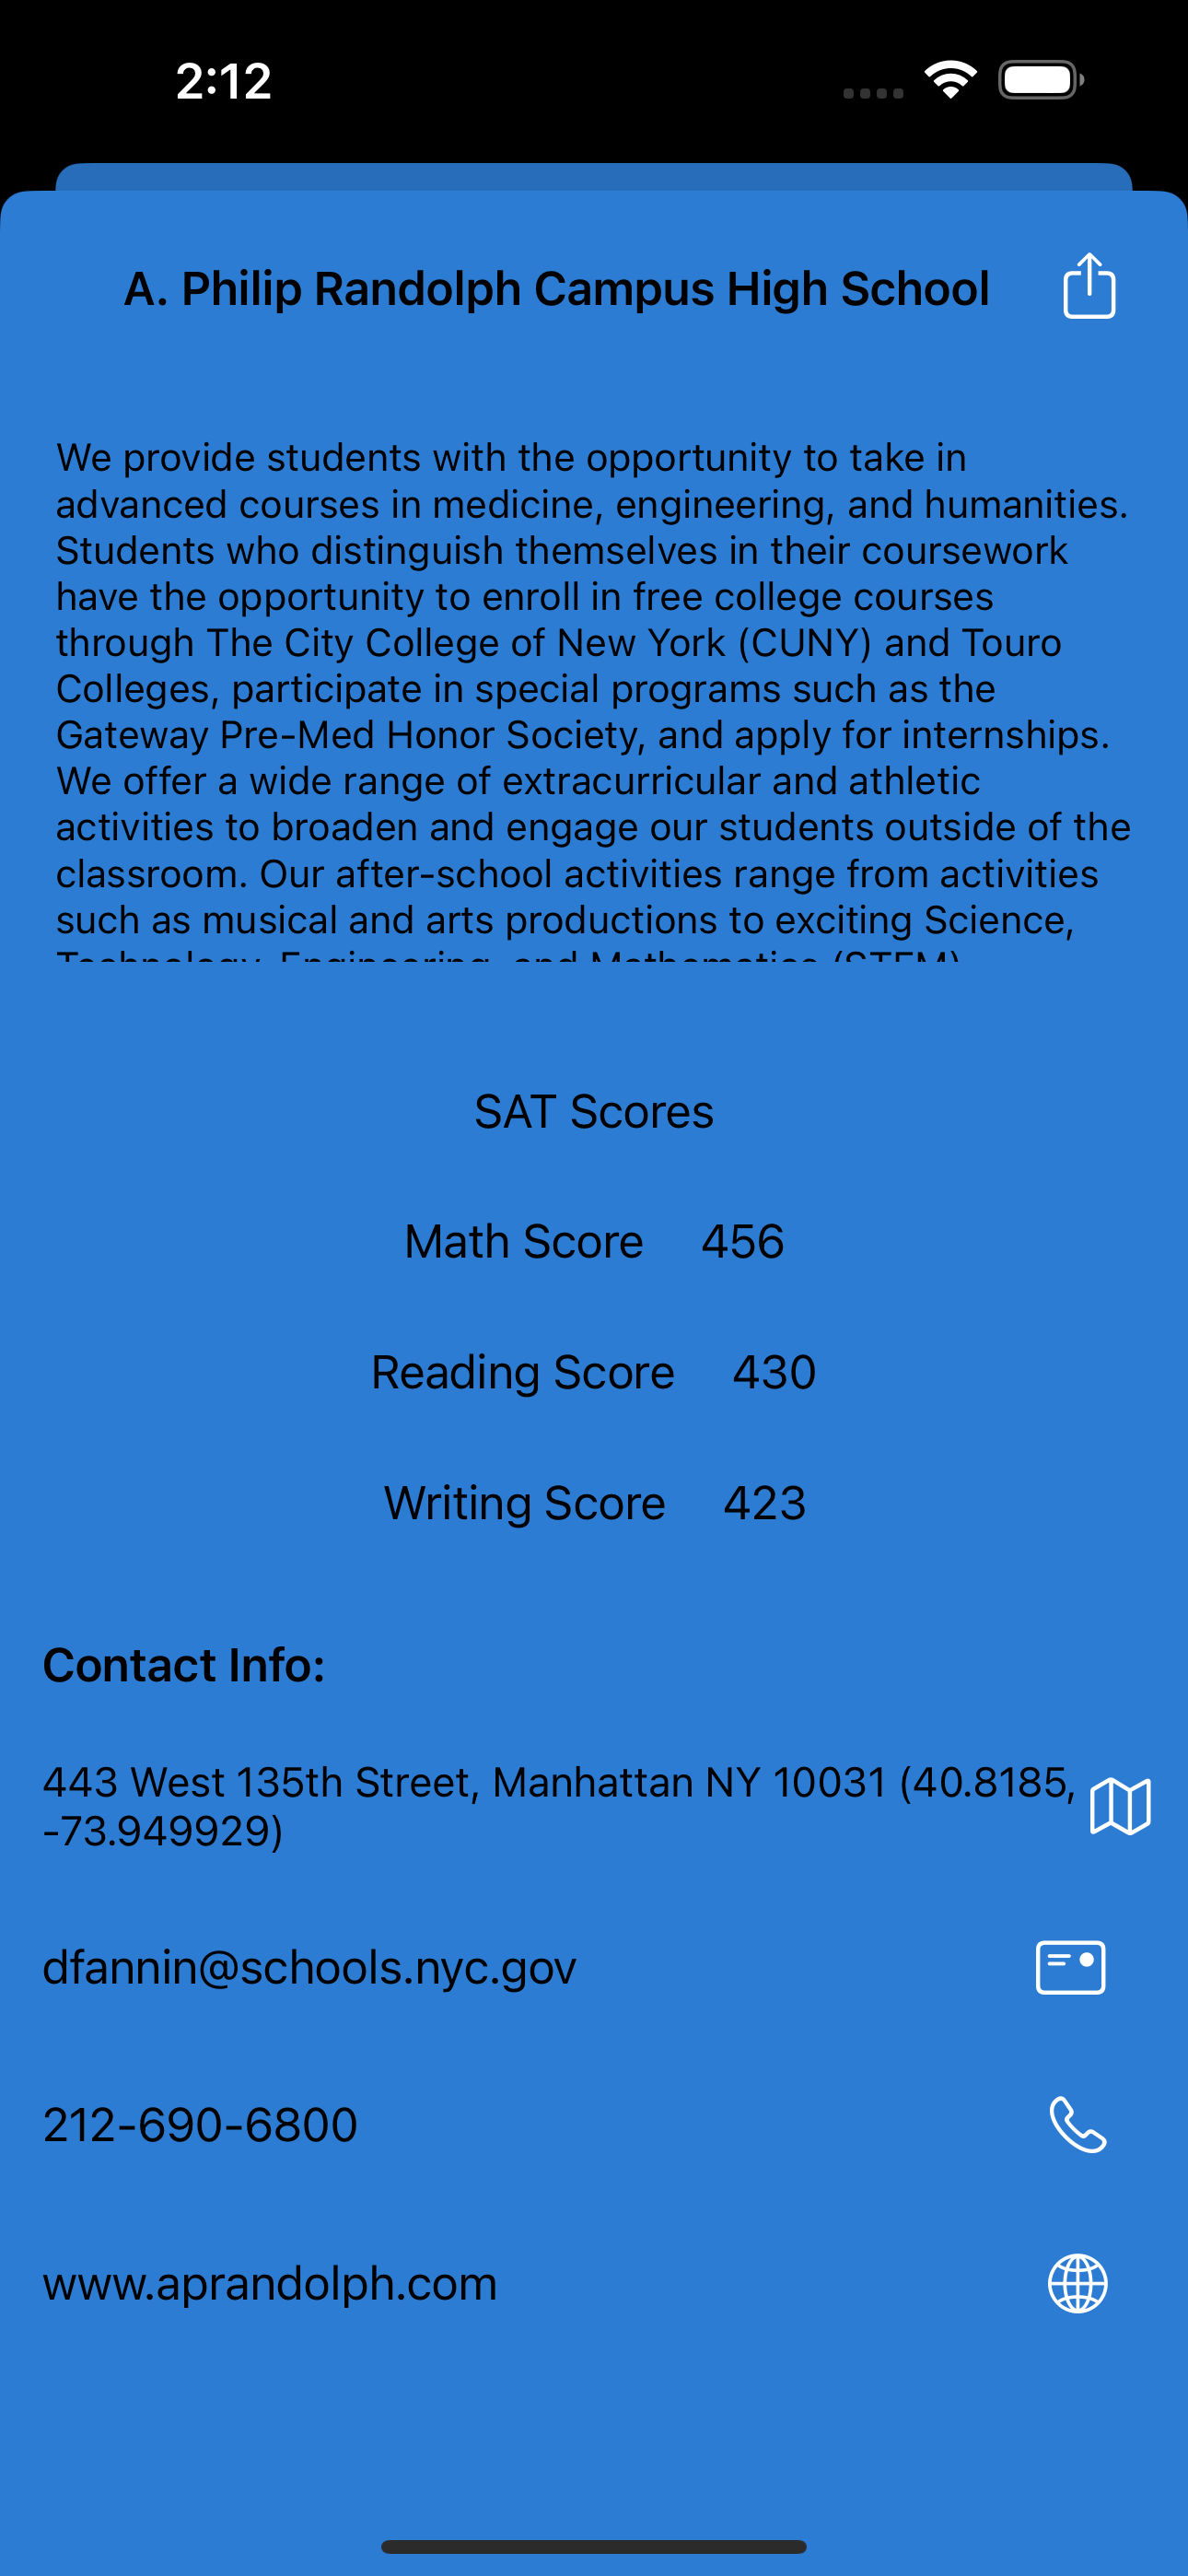 2:12
A. Philip Randolph Campus High School
We provide students with the opportunity to take in
advanced courses in medicine, engineering, and humanities.
Students who distinguish themselves in their coursework
have the opportunity to enroll in free college courses
through The City College of New York (CUNY) and Touro
Colleges, participate in special programs such as the
Gateway Pre-Med Honor Society, and apply for internships.
We offer a wide range of extracurricular and athletic
activities to broaden and engage our students outside of the
classroom. Our after-school activities range from activities
such as musical and arts productions to exciting Science,
Technology, Engineering, and Mathematics (STEM)
SAT Scores
Math Score 456
Reading Score 430
Writing Score 423
Contact Info:
443 West 135th Street, Manhattan NY 10031 (40.8185,
-73.949929)
dfannin@schools.nyc.gov
212-690-6800
www.aprandolph.com